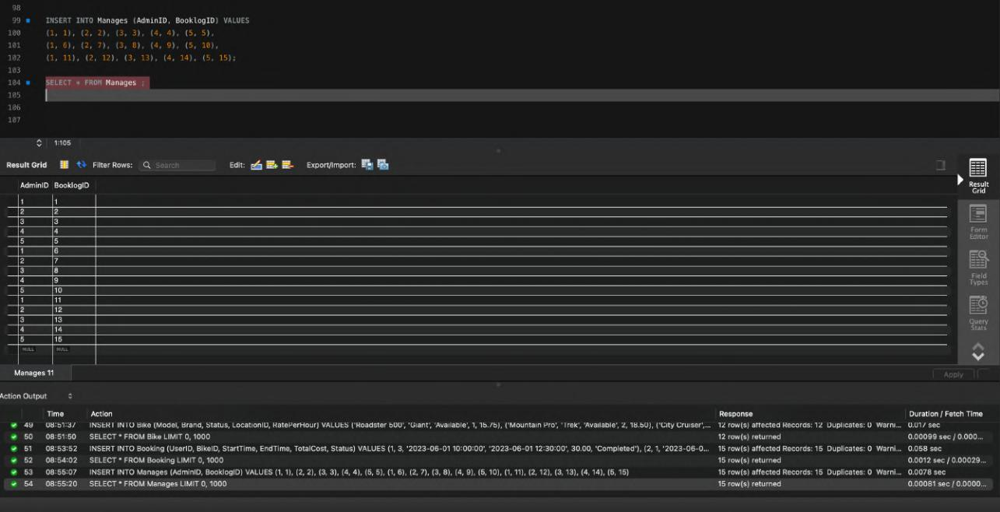 98
99 INSERT INTO Manages (AdminID, BooklogID) VALUES
100 (1, 1), (2, 2), (3, 3), (4, 4), (5, 5),
101 (1, 6), (2, 7), (3, 8), (4, 9), (5, 10),
102 (1, 11), (2, 12), (3, 13), (4, 14), (5, 15);
103
104 SELECT * FROM Manages ;
105
106
107
1:105
Result Grid Filter Rows: Search Edit: Export/Import:
AdminID BooklogID
1 1
2 2
3 3
4 4
5 5
1 6
2 7
3 8
4 9
5 10
1 11
2 12
3 13
4 14
5 15
NULL NULL
Result
Grid
Form
Editor
Field
Types
Query
Stats
Manages 11 Apply
Action Output
Time Action Response Duration / Fetch Time
49 08:51:37 INSERT INTO Bike (Model, Brand, Status, LocationID, RatePerHour) VALUES ('Roadster 500', 'Giant', 'Available', 1, 15.75), ('Mountain Pro', 'Trek', 'Available', 2, 18.50), ('City Cruiser',... 12 row(s) affected Records: 12 Duplicates: 0 Warni... 0.017 sec
50 08:51:50 SELECT * FROM Bike LIMIT 0, 1000 12 row(s) returned 0.00099 sec / 0.000...
51 08:53:52 INSERT INTO Booking (UserID, BikeID, StartTime, EndTime, TotalCost, Status) VALUES (1, 3, '2023-06-01 10:00:00', '2023-06-01 12:30:00', 30.00, 'Completed'), (2, 1, '2023-06-0... 15 row(s) affected Records: 15 Duplicates: 0 Warni... 0.058 sec
52 08:54:02 SELECT * FROM Booking LIMIT 0, 1000 15 row(s) returned 0.0012 sec / 0.00029...
53 08:55:07 INSERT INTO Manages (AdminID, BooklogID) VALUES (1, 1), (2, 2), (3, 3), (4, 4), (5, 5), (1, 6), (2, 7), (3, 8), (4, 9), (5, 10), (1, 11), (2, 12), (3, 13), (4, 14), (5, 15) 15 row(s) affected Records: 15 Duplicates: 0 Warni... 0.0078 sec
54 08:55:20 SELECT * FROM Manages LIMIT 0, 1000 15 row(s) returned 0.00081 sec / 0.0000...